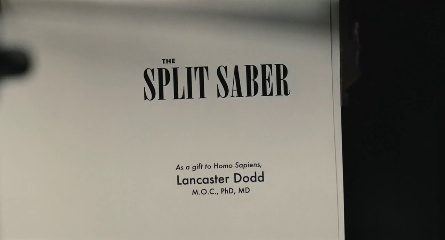 THE
SPLIT SABER
As a gift to Homo Sapiens,
Lancaster Dodd
M.O.C., PhD, MD